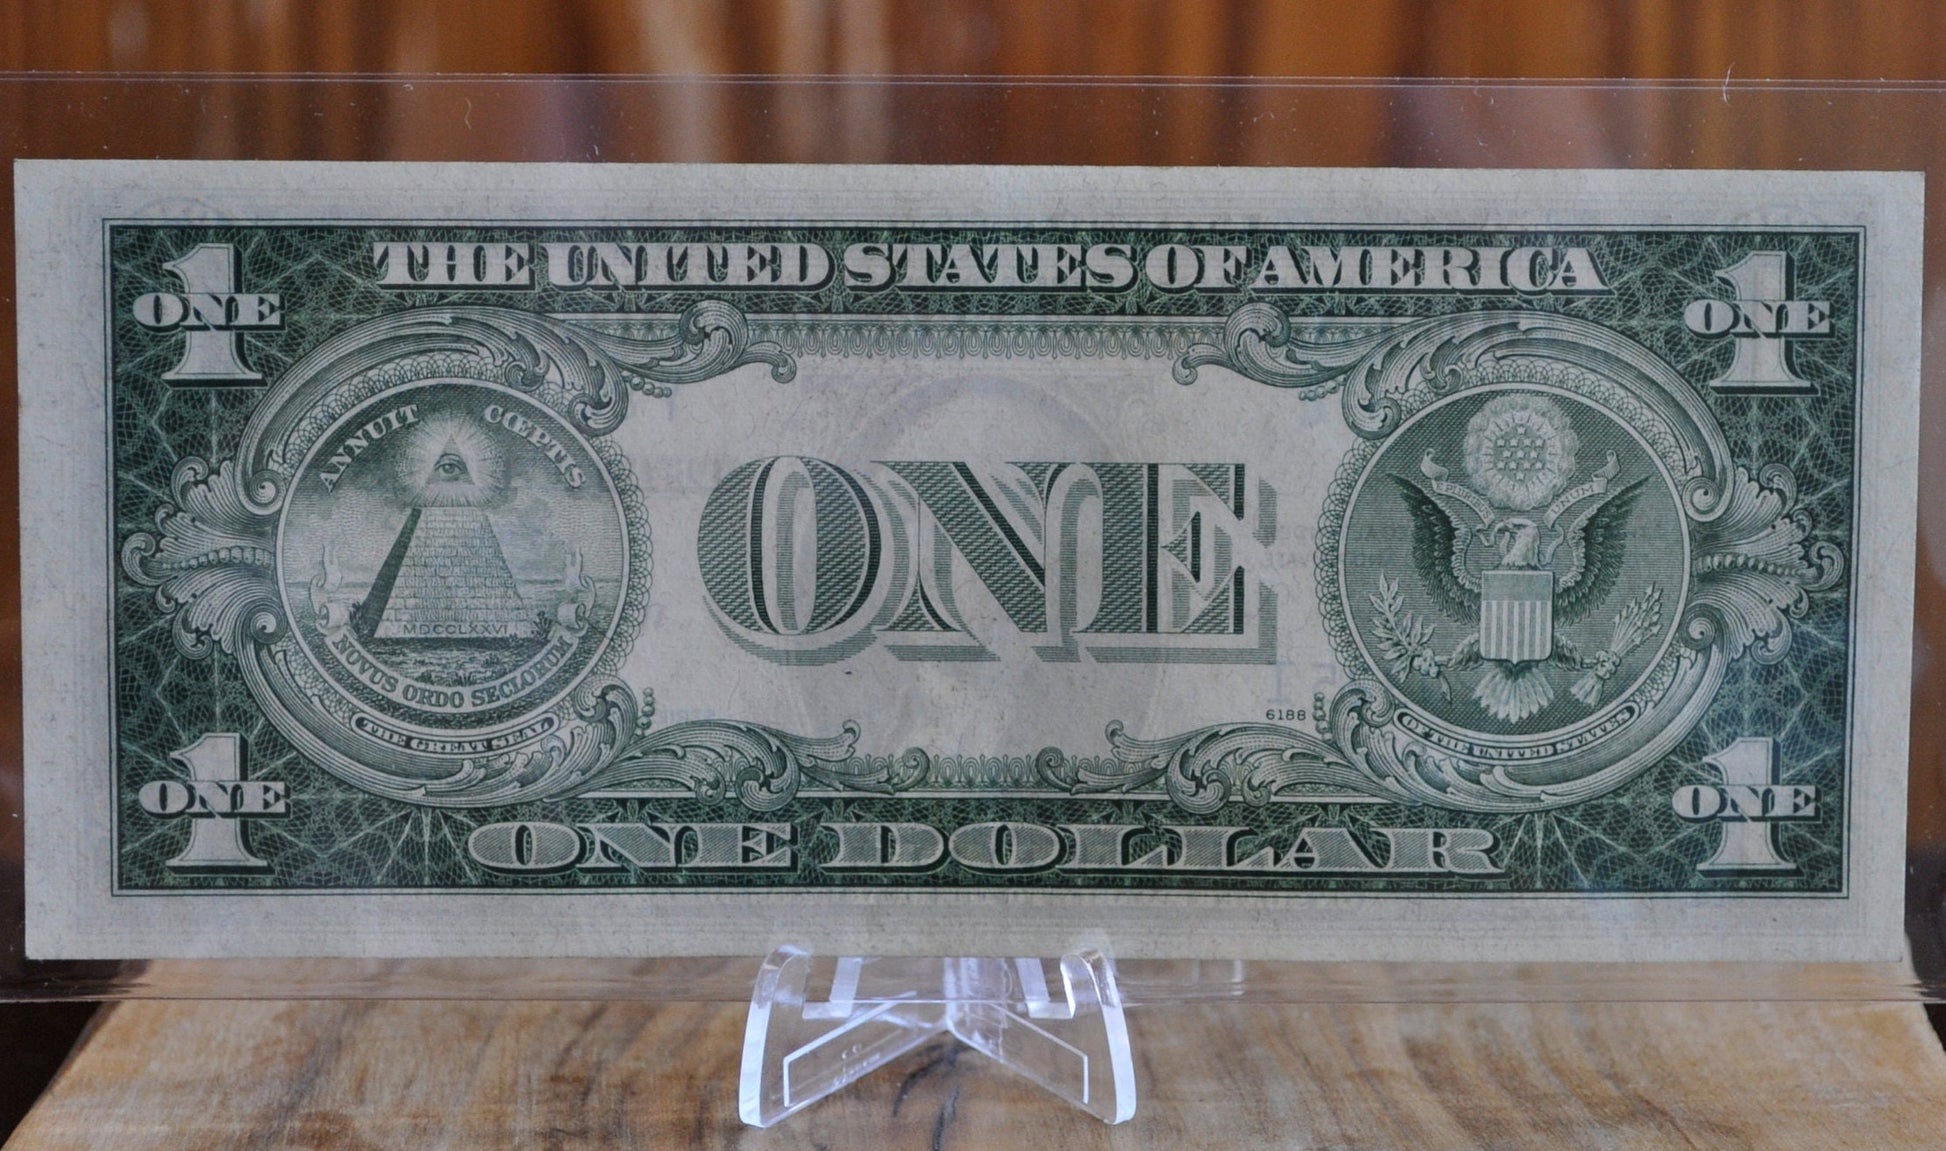 THE UNITED STATES OF AMERICA
1
ONE
1
ONE
ANNUIT CŒPTIS
MDCCLXXVI
NOVUS ORDO SECLORUM
THE GREAT SEAL
ONE
6188
OF THE UNITED STATES
1
ONE
1
ONE
ONE DOLLAR